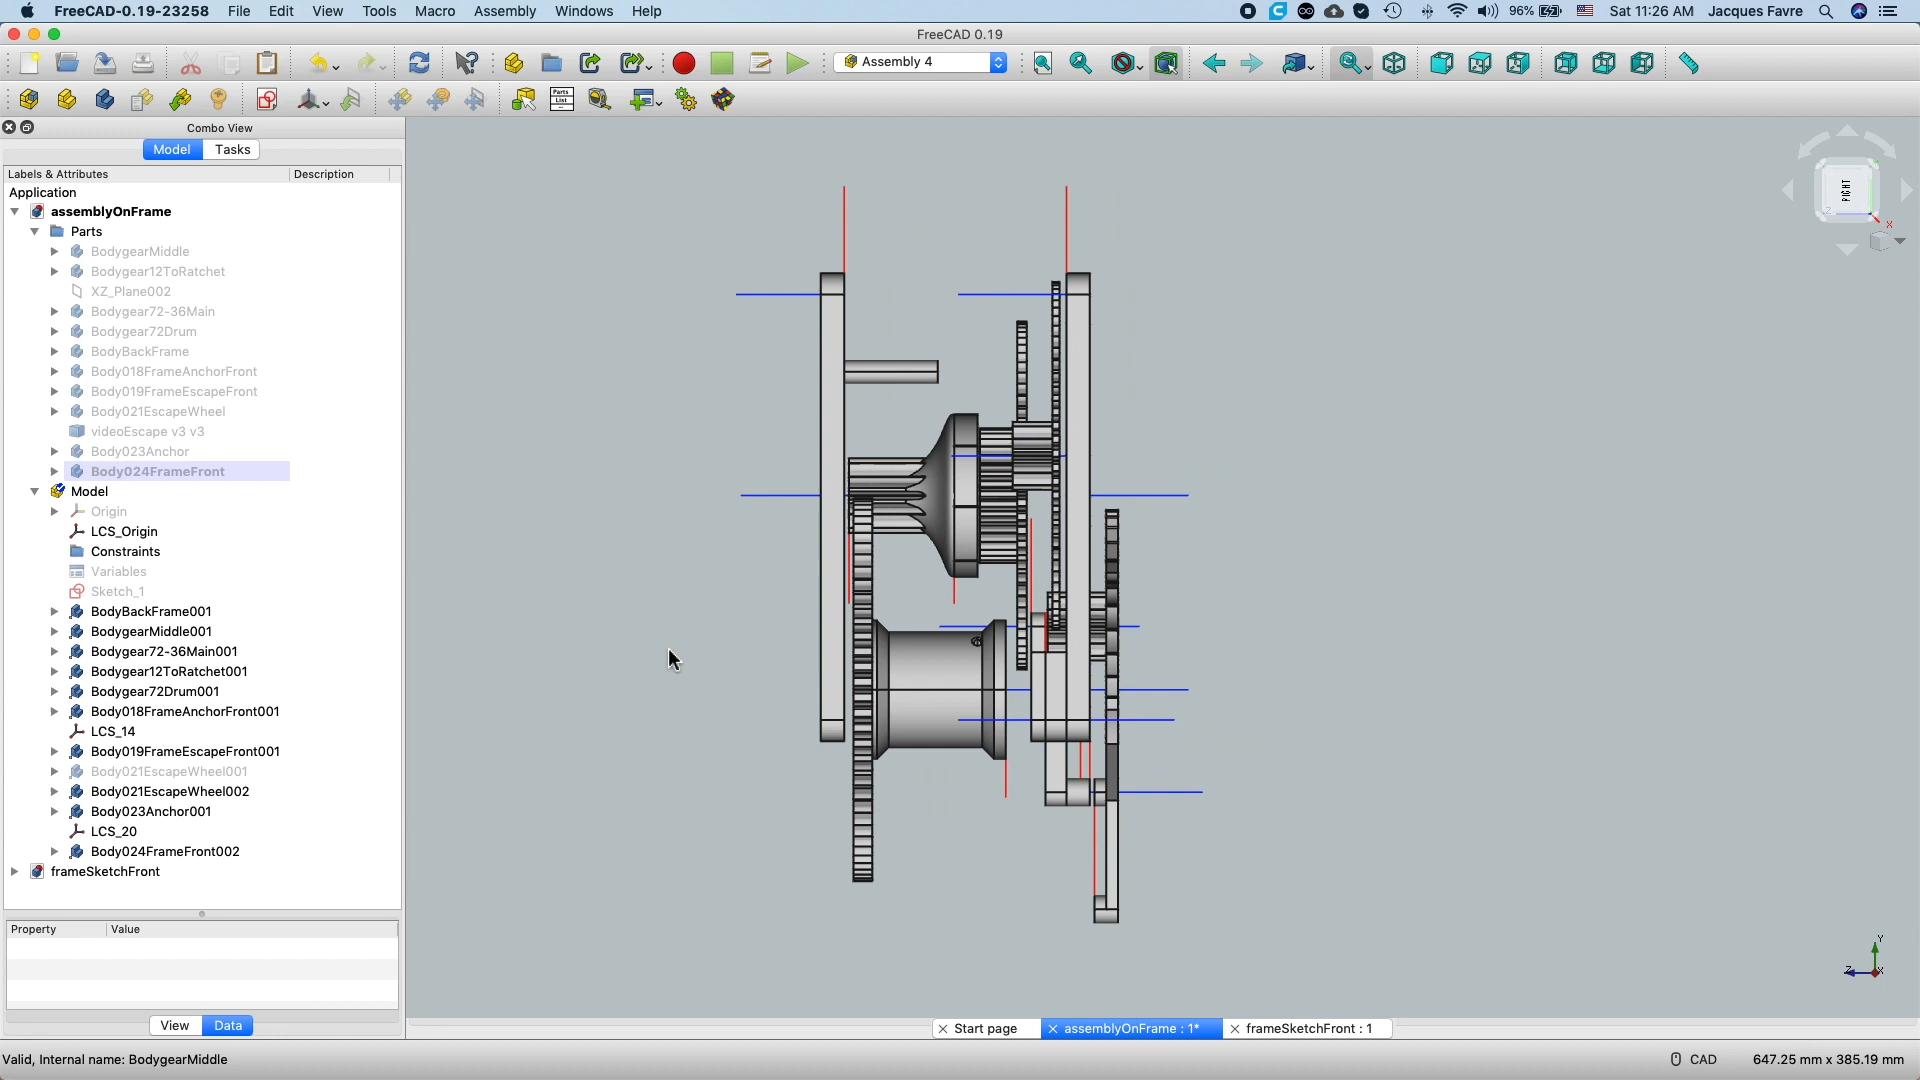 FreeCAD-0.19-23258 File Edit View Tools Macro Assembly Windows Help 96% Sat 11:26 AM Jacques Favre
FreeCAD 0.19
Assembly 4
Parts List
Combo View
Model Tasks
Labels & Attributes Description
Application
assemblyOnFrame
Parts
BodygearMiddle
Bodygear12ToRatchet
XZ_Plane002
Bodygear72-36Main
Bodygear72Drum
BodyBackFrame
Body018FrameAnchorFront
Body019FrameEscapeFront
Body021EscapeWheel
videoEscape v3 v3
Body023Anchor
Body024FrameFront
Model
Origin
LCS_Origin
Constraints
Variables
Sketch_1
BodyBackFrame001
BodygearMiddle001
Bodygear72-36Main001
Bodygear12ToRatchet001
Bodygear72Drum001
Body018FrameAnchorFront001
LCS_14
Body019FrameEscapeFront001
Body021EscapeWheel001
Body021EscapeWheel002
Body023Anchor001
LCS_20
Body024FrameFront002
frameSketchFront
Property Value
View Data
RIGHT
Z
X
Y
Z X
Start page assemblyOnFrame : 1* frameSketchFront : 1
Valid, Internal name: BodygearMiddle CAD 647.25 mm x 385.19 mm